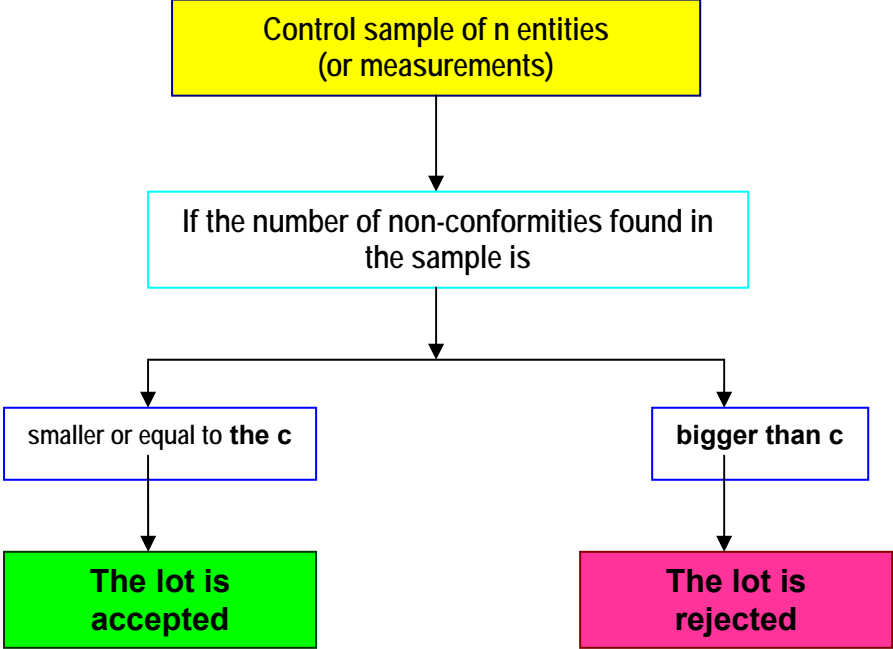 Control sample of n entities
(or measurements)
If the number of non-conformities found in
the sample is
smaller or equal to the c
bigger than c
The lot is
accepted
The lot is
rejected